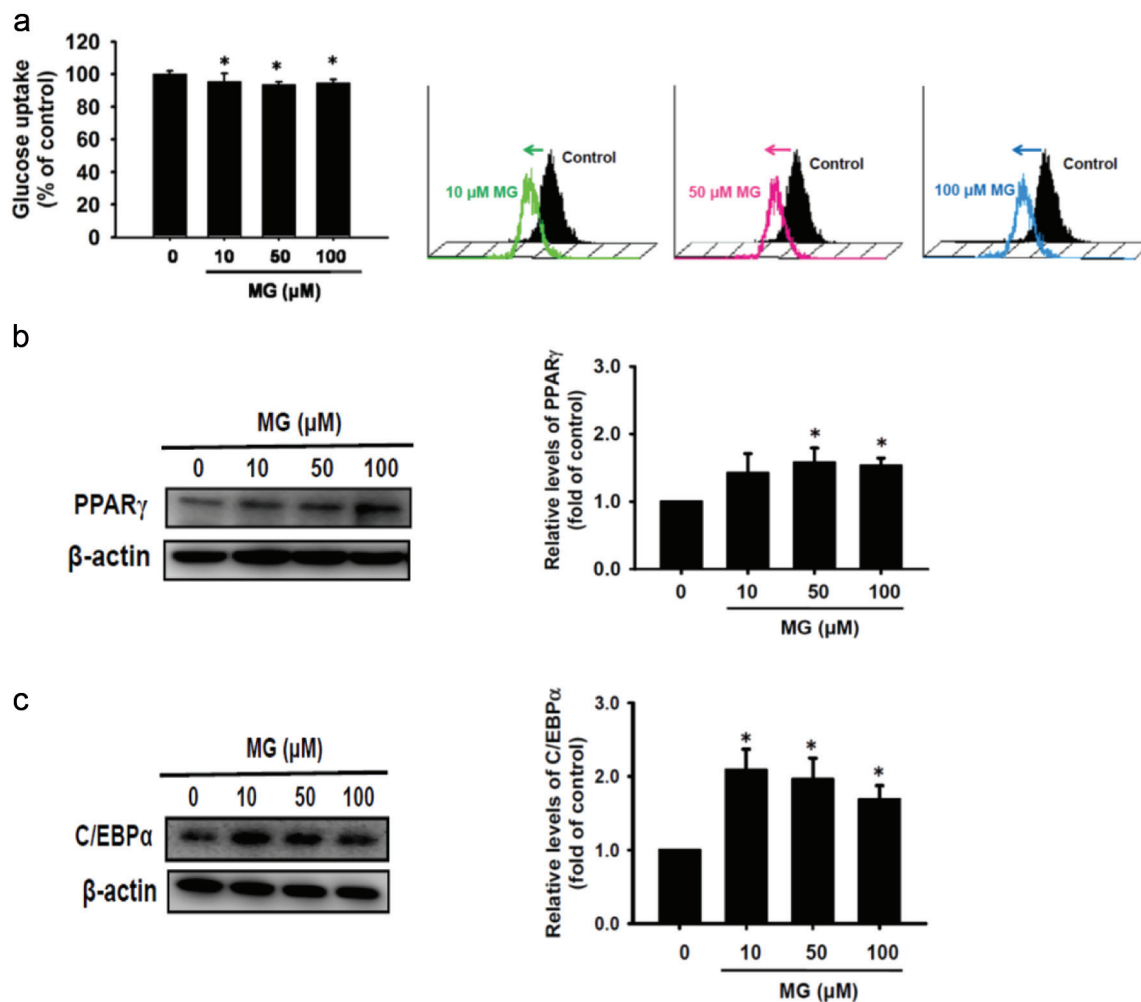 a
Glucose uptake
(% of control)
120
100
80
60
40
20
0
* * *
0 10 50 100
MG (µM)
Control
10 µM MG
Control
50 µM MG
Control
100 µM MG
b
MG (µM)
0 10 50 100
PPARγ
β-actin
Relative levels of PPARγ
(fold of control)
3.0
2.0
1.0
0.0
* *
0 10 50 100
MG (µM)
c
MG (µM)
0 10 50 100
C/EBPα
β-actin
Relative levels of C/EBPα
(fold of control)
3.0
2.0
1.0
0.0
* * *
0 10 50 100
MG (µM)